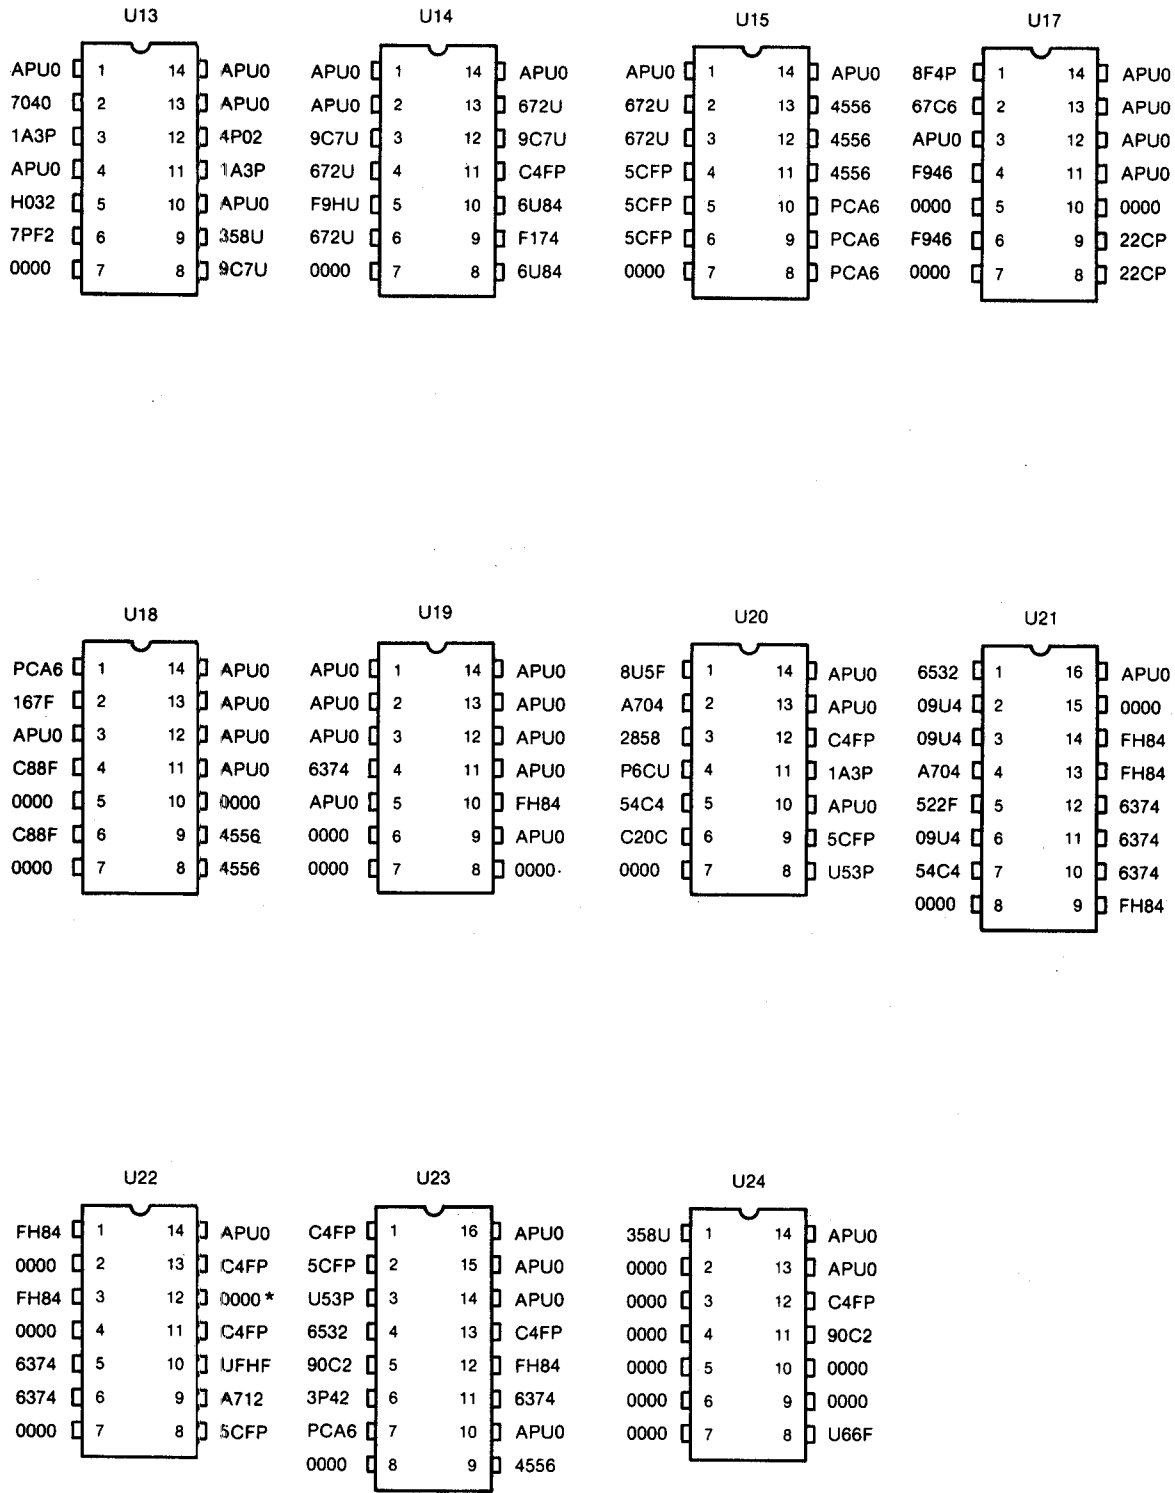 U13 U14 U15 U17
APU0 1 14 APU0 APU0 1 14 APU0 APU0 1 14 APU0 8F4P 1 14 APU0
7040 2 13 APU0 APU0 2 13 672U 672U 2 13 4556 67C6 2 13 APU0
1A3P 3 12 4P02 9C7U 3 12 9C7U 672U 3 12 4556 APU0 3 12 APU0
APU0 4 11 1A3P 672U 4 11 C4FP 5CFP 4 11 4556 F946 4 11 APU0
H032 5 10 APU0 F9HU 5 10 6U84 5CFP 5 10 PCA6 0000 5 10 0000
7PF2 6 9 358U 672U 6 9 F174 5CFP 6 9 PCA6 F946 6 9 22CP
0000 7 8 9C7U 0000 7 8 6U84 0000 7 8 PCA6 0000 7 8 22CP
U18 U19 U20 U21
PCA6 1 14 APU0 APU0 1 14 APU0 8U5F 1 14 APU0 6532 1 16 APU0
167F 2 13 APU0 APU0 2 13 APU0 A704 2 13 APU0 09U4 2 15 0000
APU0 3 12 APU0 APU0 3 12 APU0 2858 3 12 C4FP 09U4 3 14 FH84
C88F 4 11 APU0 6374 4 11 APU0 P6CU 4 11 1A3P A704 4 13 FH84
0000 5 10 0000 APU0 5 10 FH84 54C4 5 10 APU0 522F 5 12 6374
C88F 6 9 4556 0000 6 9 APU0 C20C 6 9 5CFP 09U4 6 11 6374
0000 7 8 4556 0000 7 8 0000 0000 7 8 U53P 54C4 7 10 6374
0000 8 9 FH84
U22 U23 U24
FH84 1 14 APU0 C4FP 1 16 APU0 358U 1 14 APU0
0000 2 13 C4FP 5CFP 2 15 APU0 0000 2 13 APU0
FH84 3 12 0000* U53P 3 14 APU0 0000 3 12 C4FP
0000 4 11 C4FP 6532 4 13 C4FP 0000 4 11 90C2
6374 5 10 UFHF 90C2 5 12 FH84 0000 5 10 0000
6374 6 9 A712 3P42 6 11 6374 0000 6 9 0000
0000 7 8 5CFP PCA6 7 10 APU0 0000 7 8 U66F
0000 8 9 4556